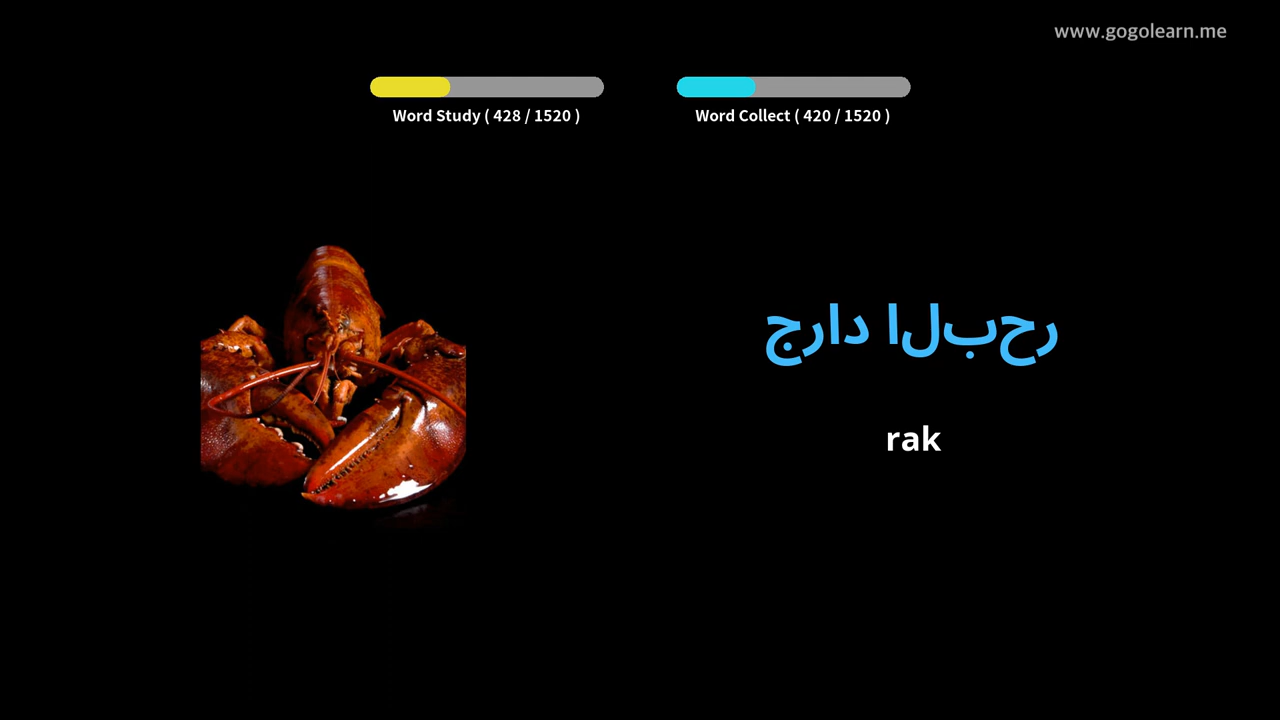 www.gogolearn.me
Word Study ( 428 / 1520 )
Word Collect ( 420 / 1520 )
جراد البحر
rak